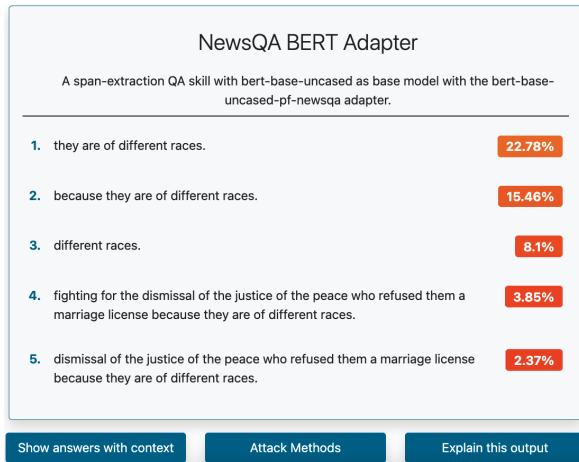 NewsQA BERT Adapter
A span-extraction QA skill with bert-base-uncased as base model with the bert-base-
uncased-pf-newsqa adapter.
1. they are of different races. 22.78%
2. because they are of different races. 15.46%
3. different races. 8.1%
4. fighting for the dismissal of the justice of the peace who refused them a 3.85%
marriage license because they are of different races.
5. dismissal of the justice of the peace who refused them a marriage license 2.37%
because they are of different races.
Show answers with context Attack Methods Explain this output